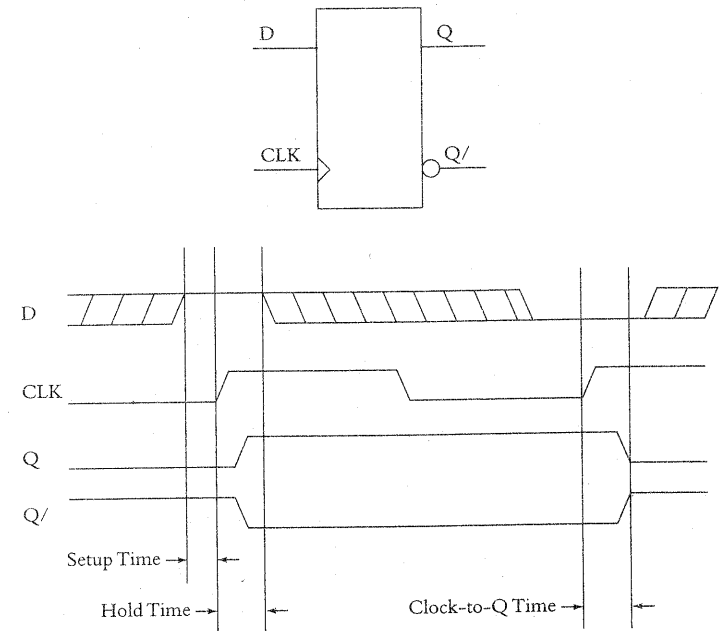 D
Q
CLK
Q/
D
CLK
Q
Q/
Setup Time
Hold Time
Clock-to-Q Time